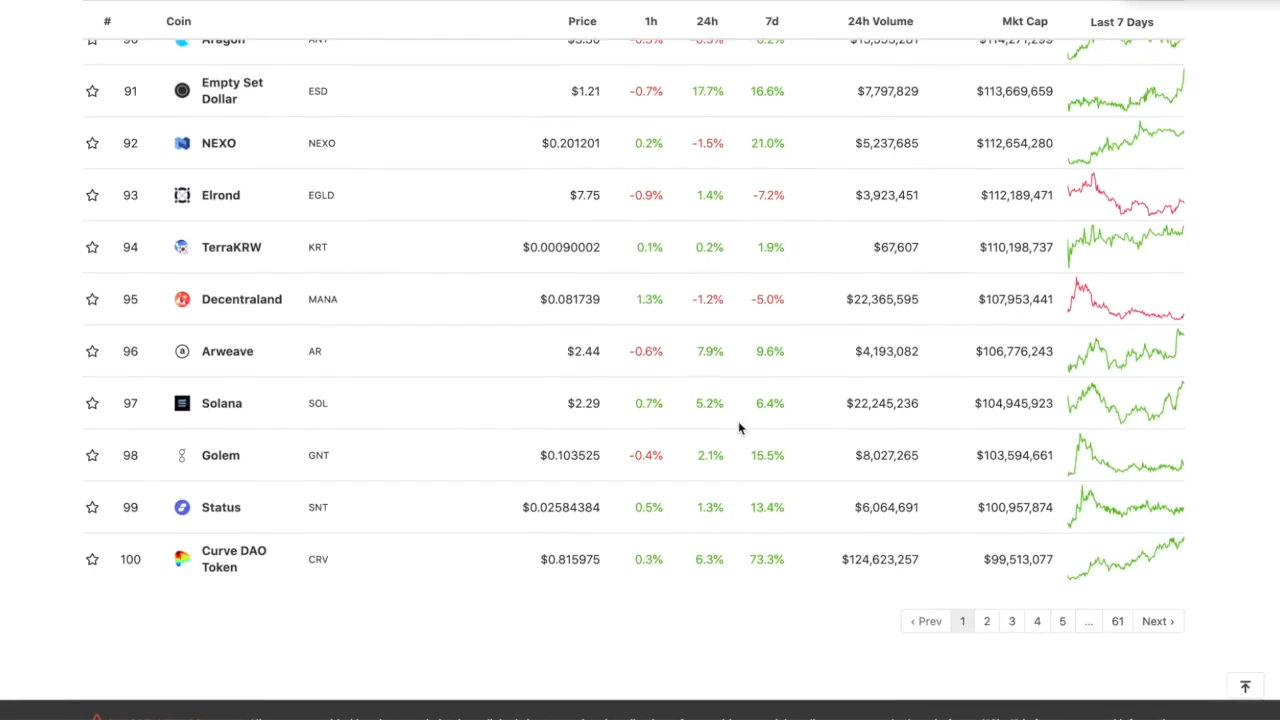 # Coin Price 1h 24h 7d 24h Volume Mkt Cap Last 7 Days
Aragon ANT
91 Empty Set Dollar ESD $1.21 -0.7% 17.7% 16.6% $7,797,829 $113,669,659
92 NEXO NEXO $0.201201 0.2% -1.5% 21.0% $5,237,685 $112,654,280
93 Elrond EGLD $7.75 -0.9% 1.4% -7.2% $3,923,451 $112,189,471
94 TerraKRW KRT $0.00090002 0.1% 0.2% 1.9% $67,607 $110,198,737
95 Decentraland MANA $0.081739 1.3% -1.2% -5.0% $22,365,595 $107,953,441
96 Arweave AR $2.44 -0.6% 7.9% 9.6% $4,193,082 $106,776,243
97 Solana SOL $2.29 0.7% 5.2% 6.4% $22,245,236 $104,945,923
98 Golem GNT $0.103525 -0.4% 2.1% 15.5% $8,027,265 $103,594,661
99 Status SNT $0.02584384 0.5% 1.3% 13.4% $6,064,691 $100,957,874
100 Curve DAO Token CRV $0.815975 0.3% 6.3% 73.3% $124,623,257 $99,513,077
‹ Prev 1 2 3 4 5 ... 61 Next ›